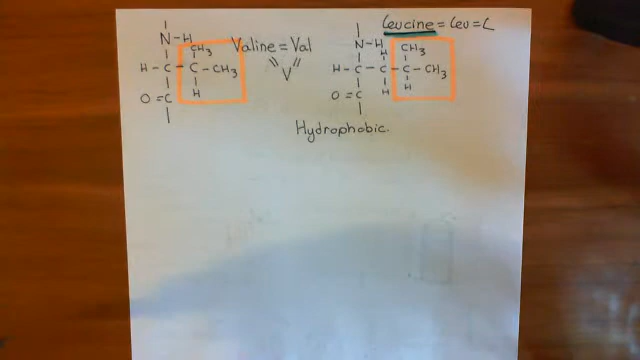 Leucine = Leu = L
Valine = Val
V
N-H
CH3
H-C-C-CH3
H
O=C
N-H
H
CH3
H-C-C-C-CH3
H
H
O=C
Hydrophobic.